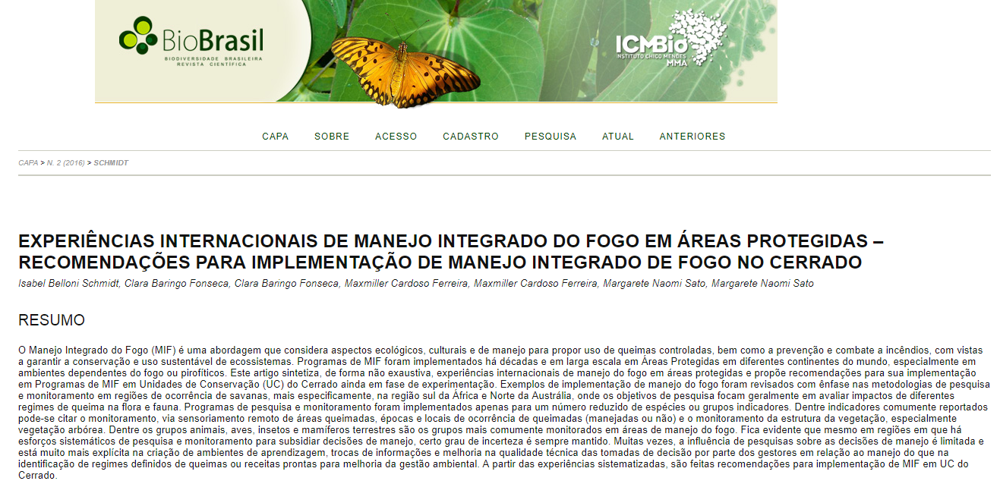 BioBrasil
BIODIVERSIDADE BRASILEIRA
REVISTA CIENTÍFICA
ICMBio
INSTITUTO CHICO MENDES
MMA
CAPA SOBRE ACESSO CADASTRO PESQUISA ATUAL ANTERIORES
CAPA > N. 2 (2016) > SCHMIDT
EXPERIÊNCIAS INTERNACIONAIS DE MANEJO INTEGRADO DO FOGO EM ÁREAS PROTEGIDAS –
RECOMENDAÇÕES PARA IMPLEMENTAÇÃO DE MANEJO INTEGRADO DE FOGO NO CERRADO
Isabel Belloni Schmidt, Clara Baringo Fonseca, Clara Baringo Fonseca, Maxmiller Cardoso Ferreira, Maxmiller Cardoso Ferreira, Margarete Naomi Sato, Margarete Naomi Sato
RESUMO
O Manejo Integrado do Fogo (MIF) é uma abordagem que considera aspectos ecológicos, culturais e de manejo para propor uso de queimas controladas, bem como a prevenção e combate a incêndios, com vistas
a garantir a conservação e uso sustentável de ecossistemas. Programas de MIF foram implementados há décadas e em larga escala em Áreas Protegidas em diferentes continentes do mundo, especialmente em
ambientes dependentes do fogo ou pirofíticos. Este artigo sintetiza, de forma não exaustiva, experiências internacionais de manejo do fogo em áreas protegidas e propõe recomendações para sua implementação
em Programas de MIF em Unidades de Conservação (UC) do Cerrado ainda em fase de experimentação. Exemplos de implementação de manejo do fogo foram revisados com ênfase nas metodologias de pesquisa
e monitoramento em regiões de ocorrência de savanas, mais especificamente, na região sul da África e Norte da Austrália, onde os objetivos de pesquisa focam geralmente em avaliar impactos de diferentes
regimes de queima na flora e fauna. Programas de pesquisa e monitoramento foram implementados apenas para um número reduzido de espécies ou grupos indicadores. Dentre indicadores comumente reportados
pode-se citar o monitoramento, via sensoriamento remoto de áreas queimadas, épocas e locais de ocorrência de queimadas (manejadas ou não) e o monitoramento da estrutura da vegetação, especialmente
vegetação arbórea. Dentre os grupos animais, aves, insetos e mamíferos terrestres são os grupos mais comumente monitorados em áreas de manejo do fogo. Fica evidente que mesmo em regiões em que há
esforços sistemáticos de pesquisa e monitoramento para subsidiar decisões de manejo, certo grau de incerteza é sempre mantido. Muitas vezes, a influência de pesquisas sobre as decisões de manejo é limitada e
está muito mais explícita na criação de ambientes de aprendizagem, trocas de informações e melhoria na qualidade técnica das tomadas de decisão por parte dos gestores em relação ao manejo do que na
identificação de regimes definidos de queimas ou receitas prontas para melhoria da gestão ambiental. A partir das experiências sistematizadas, são feitas recomendações para implementação de MIF em UC do
Cerrado.